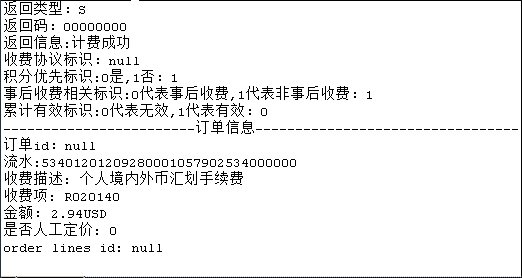 返回类型: S
返回码: 00000000
返回信息:计费成功
收费协议标识: null
积分优先标识:0是,1否: 1
事后收费相关标识:0代表事后收费,1代表非事后收费: 1
累计有效标识:0代表无效,1代表有效: 0
------------------------订单信息---------------------------------
订单id: null
流水:53401201209280001057902534000000
收费描述: 个人境内外币汇划手续费
收费项: R020140
金额: 2.94USD
是否人工定价: 0
order lines id: null